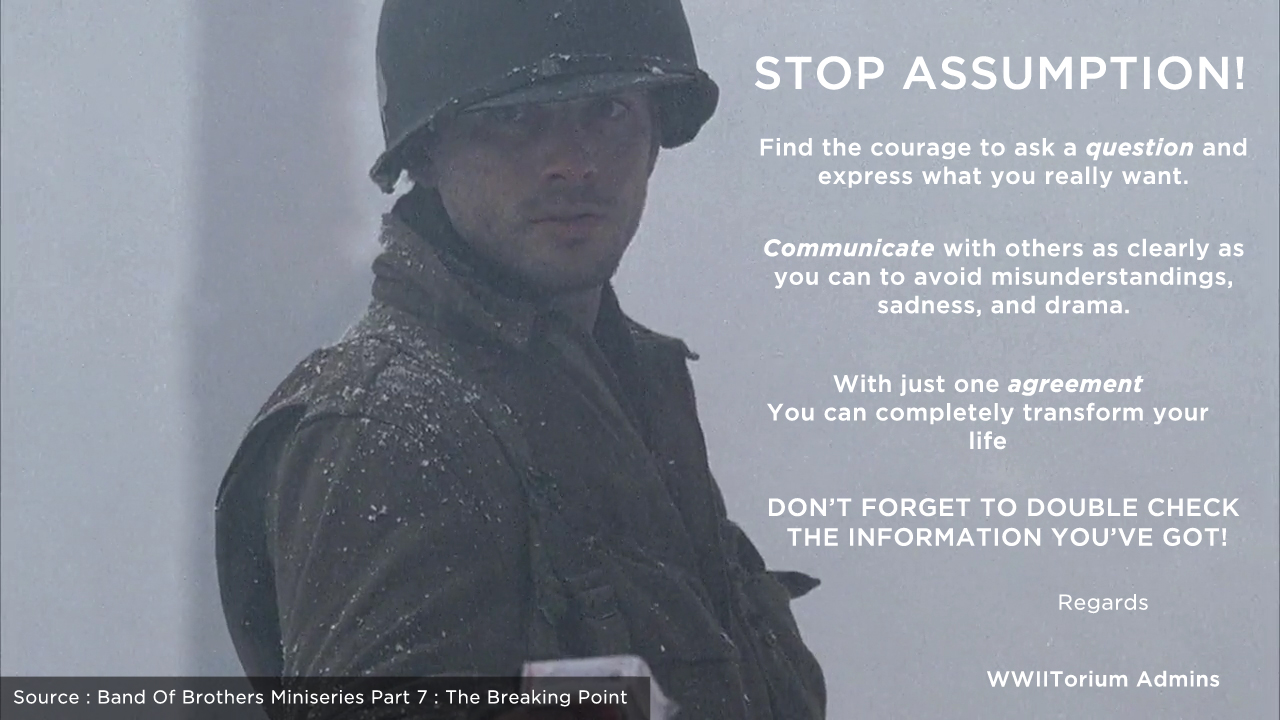 STOP ASSUMPTION!
Find the courage to ask a question and
express what you really want.
Communicate with others as clearly as
you can to avoid misunderstandings,
sadness, and drama.
With just one agreement
You can completely transform your
life
DON’T FORGET TO DOUBLE CHECK
THE INFORMATION YOU’VE GOT!
Regards
WWIITorium Admins
Source : Band Of Brothers Miniseries Part 7 : The Breaking Point